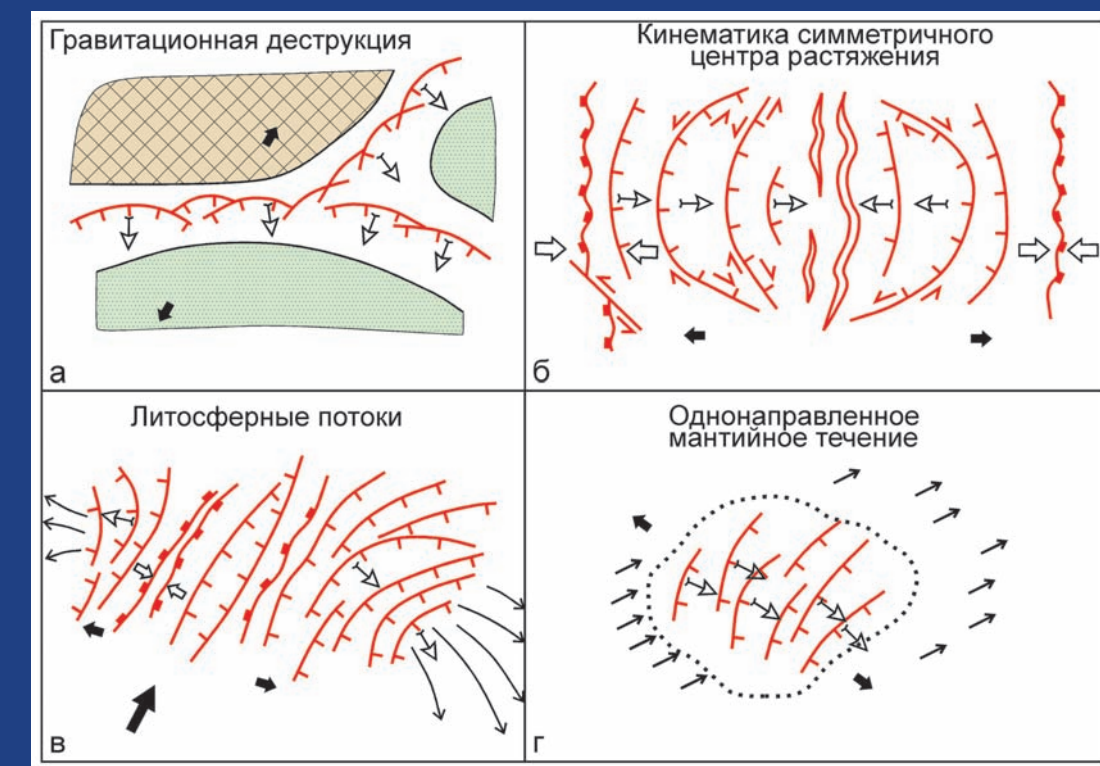 Гравитационная деструкция
а
Кинематика симметричного
центра растяжения
б
Литосферные потоки
в
Однонаправленное
мантийное течение
г